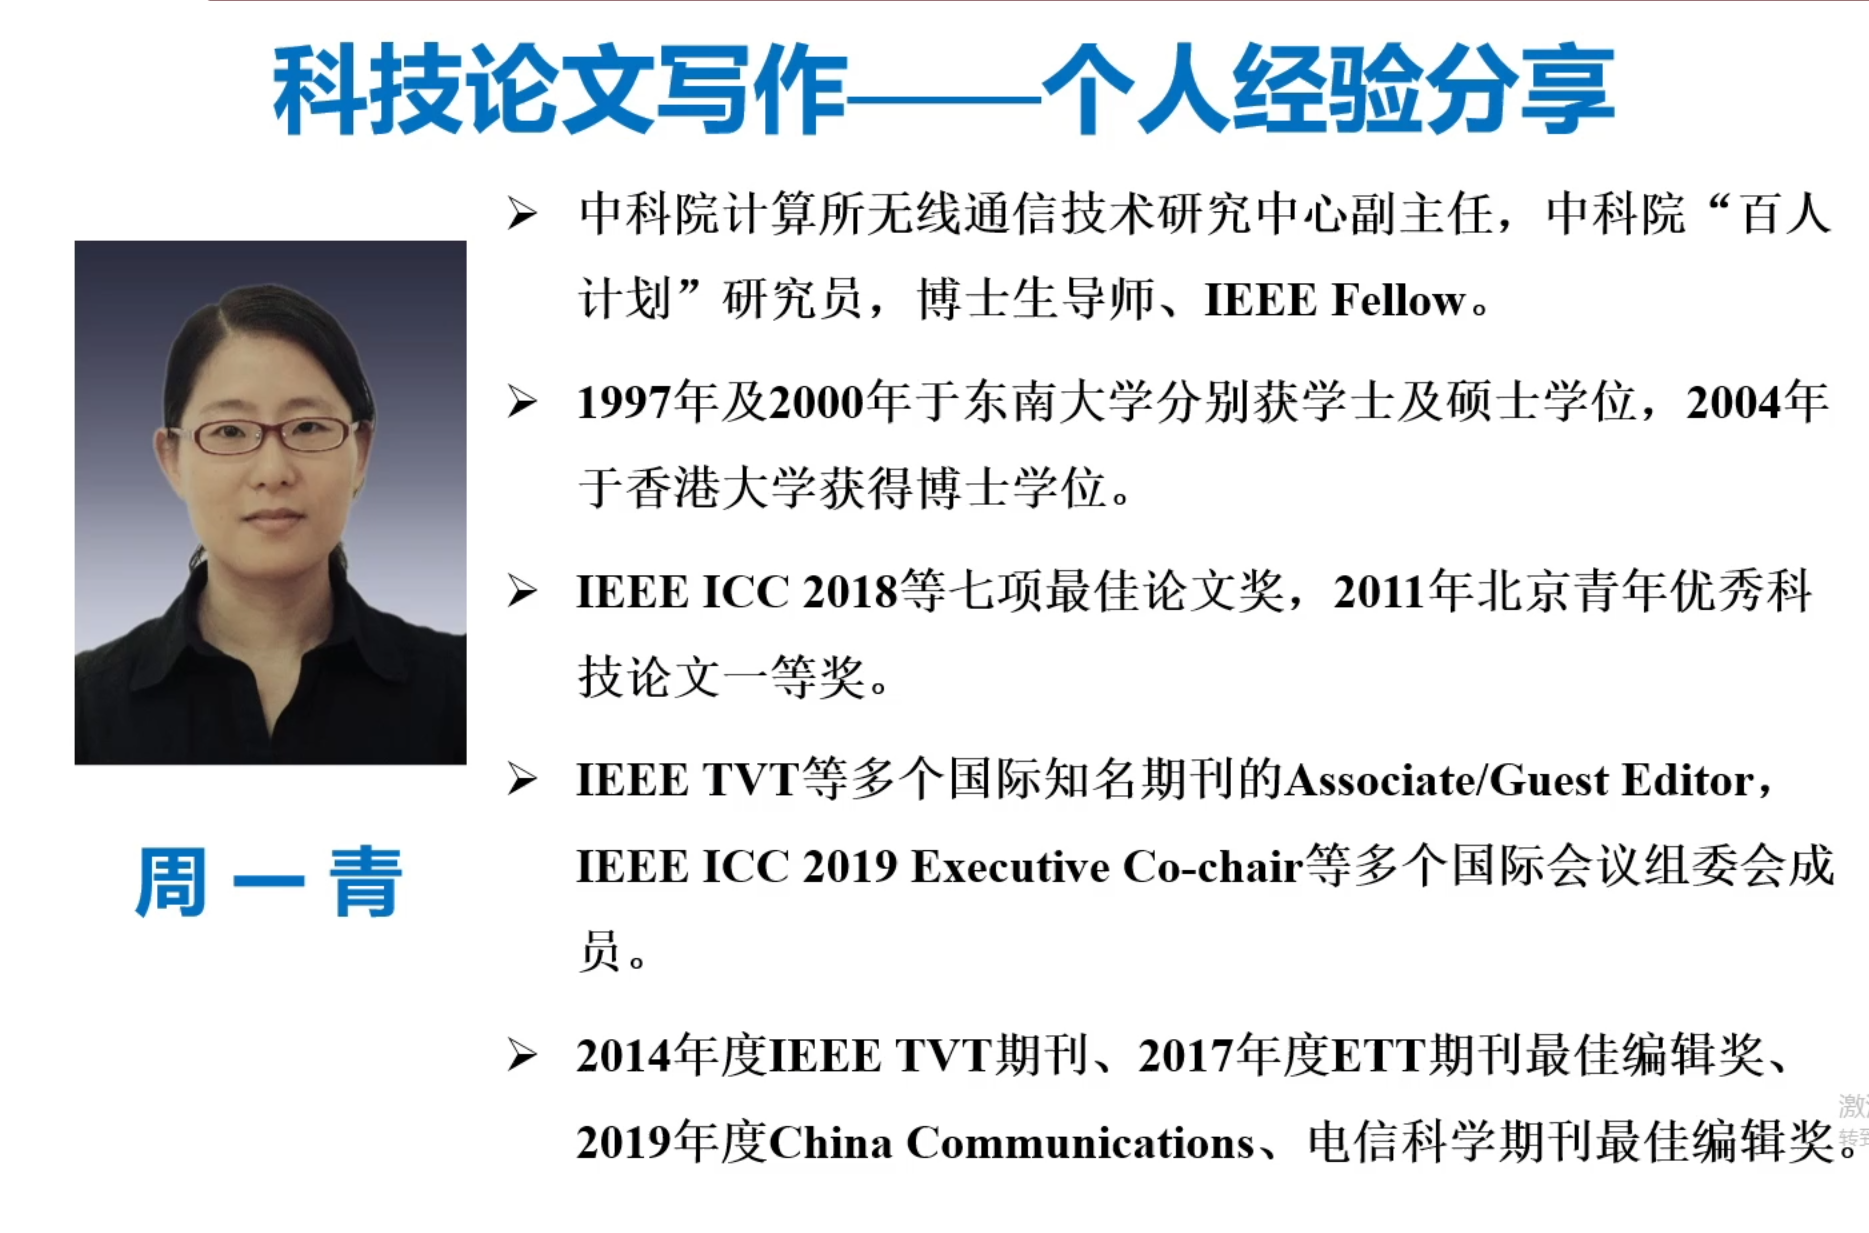 科技论文写作——个人经验分享
中科院计算所无线通信技术研究中心副主任，中科院“百人
计划”研究员，博士生导师、IEEE Fellow。
1997年及2000年于东南大学分别获学士及硕士学位，2004年
于香港大学获得博士学位。
IEEE ICC 2018等七项最佳论文奖，2011年北京青年优秀科
技论文一等奖。
IEEE TVT等多个国际知名期刊的Associate/Guest Editor，
IEEE ICC 2019 Executive Co-chair等多个国际会议组委会成
员。
2014年度IEEE TVT期刊、2017年度ETT期刊最佳编辑奖、
2019年度China Communications、电信科学期刊最佳编辑奖。
周一青
激
转到